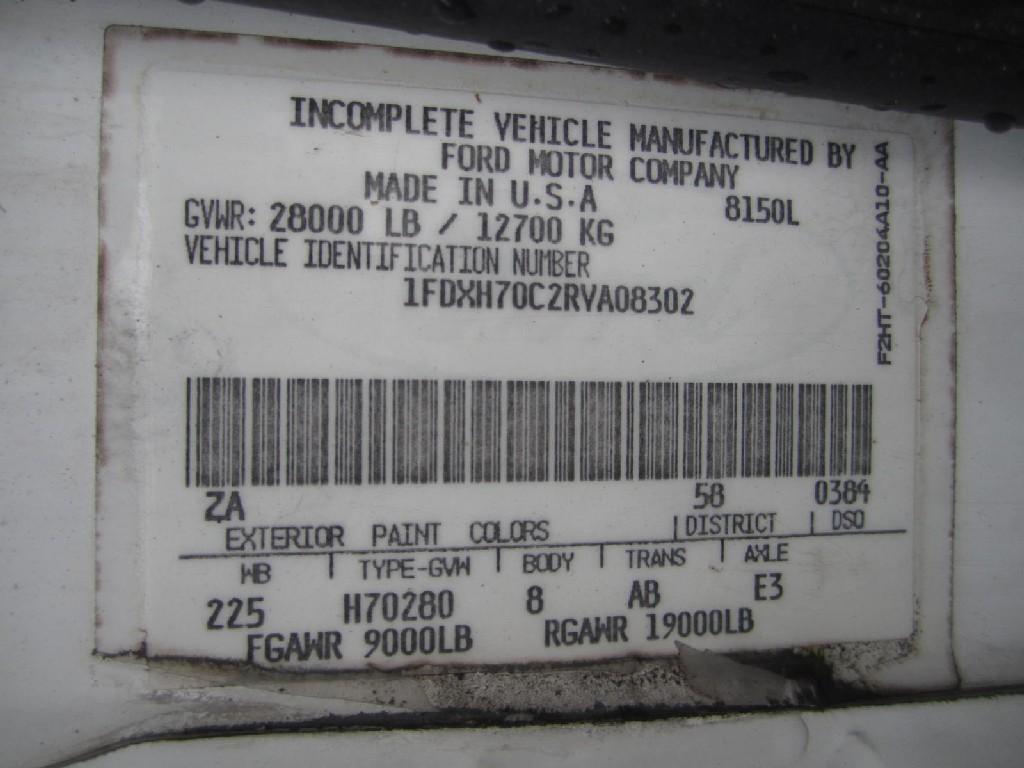 INCOMPLETE VEHICLE MANUFACTURED BY
FORD MOTOR COMPANY
MADE IN U.S.A
8150L
GVWR: 28000 LB / 12700 KG
VEHICLE IDENTIFICATION NUMBER
1FDXH70C2RVA08302
F2HT-60204A10-AA
ZA 58 0384
EXTERIOR PAINT COLORS DISTRICT DSO
WB TYPE-GVW BODY TRANS AXLE
225 H70280 8 AB E3
FGAWR 9000LB RGAWR 19000LB